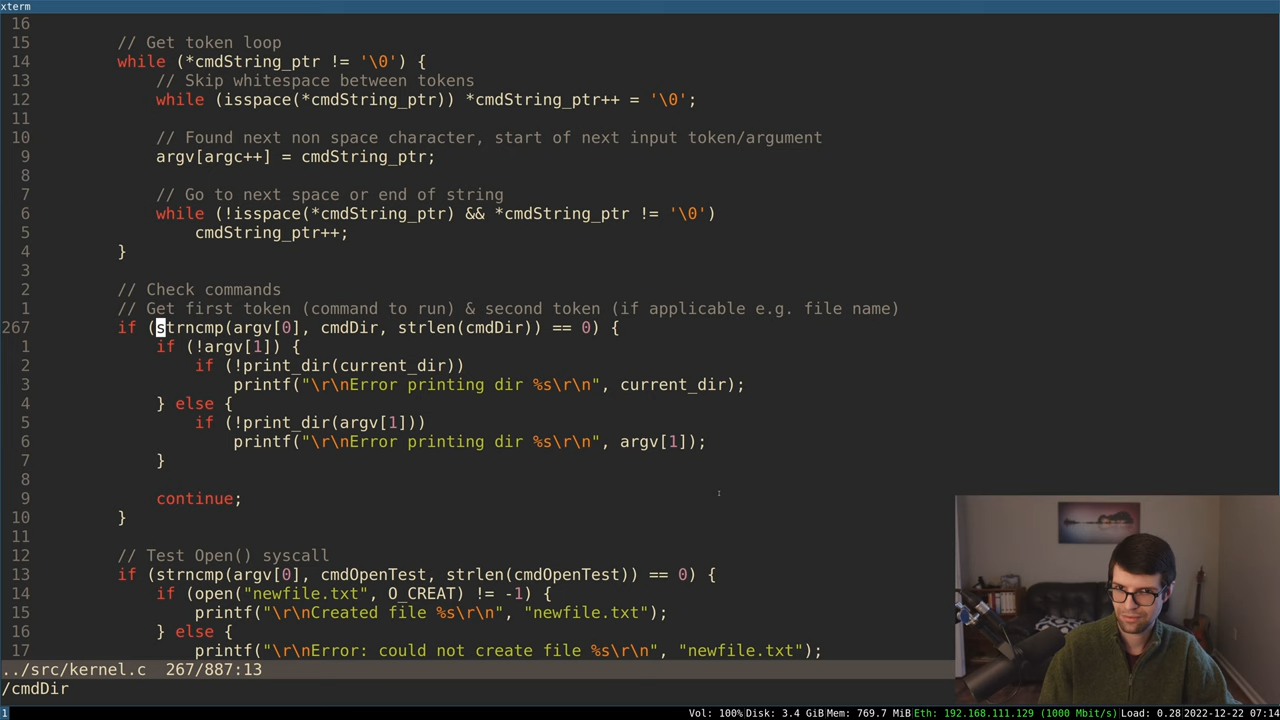 xterm
16
15 // Get token loop
14 while (*cmdString_ptr != '\0') {
13 // Skip whitespace between tokens
12 while (isspace(*cmdString_ptr)) *cmdString_ptr++ = '\0';
11
10 // Found next non space character, start of next input token/argument
9 argv[argc++] = cmdString_ptr;
8
7 // Go to next space or end of string
6 while (!isspace(*cmdString_ptr) && *cmdString_ptr != '\0')
5 cmdString_ptr++;
4 }
3
2 // Check commands
1 // Get first token (command to run) & second token (if applicable e.g. file name)
267 if (strncmp(argv[0], cmdDir, strlen(cmdDir)) == 0) {
1 if (!argv[1]) {
2 if (!print_dir(current_dir))
3 printf("\r\nError printing dir %s\r\n", current_dir);
4 } else {
5 if (!print_dir(argv[1]))
6 printf("\r\nError printing dir %s\r\n", argv[1]);
7 }
8
9 continue;
10 }
11
12 // Test Open() syscall
13 if (strncmp(argv[0], cmdOpenTest, strlen(cmdOpenTest)) == 0) {
14 if (open("newfile.txt", O_CREAT) != -1) {
15 printf("\r\nCreated file %s\r\n", "newfile.txt");
16 } else {
17 printf("\r\nError: could not create file %s\r\n", "newfile.txt");
../src/kernel.c 267/887:13
/cmdDir
1 Vol: 100% Disk: 3.4 GiB Mem: 769.7 MiB Eth: 192.168.111.129 (1000 Mbit/s) Load: 0.28 2022-12-22 07:14